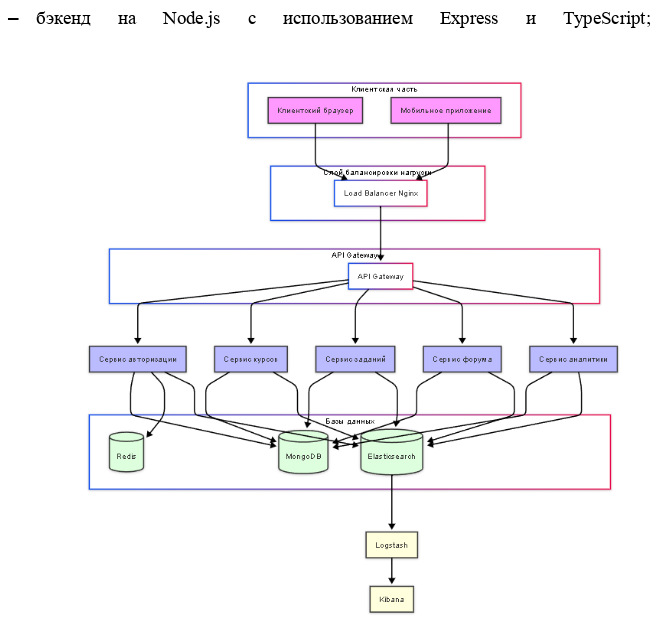 – бэкенд на Node.js с использованием Express и TypeScript;
Клиентская часть
Клиентский браузер
Мобильное приложение
Слой балансировки нагрузки
Load Balancer Nginx
API Gateway
API Gateway
Сервис авторизации
Сервис курсов
Сервис заданий
Сервис форума
Сервис аналитики
Базы данных
Redis
MongoDB
Elasticsearch
Logstash
Kibana